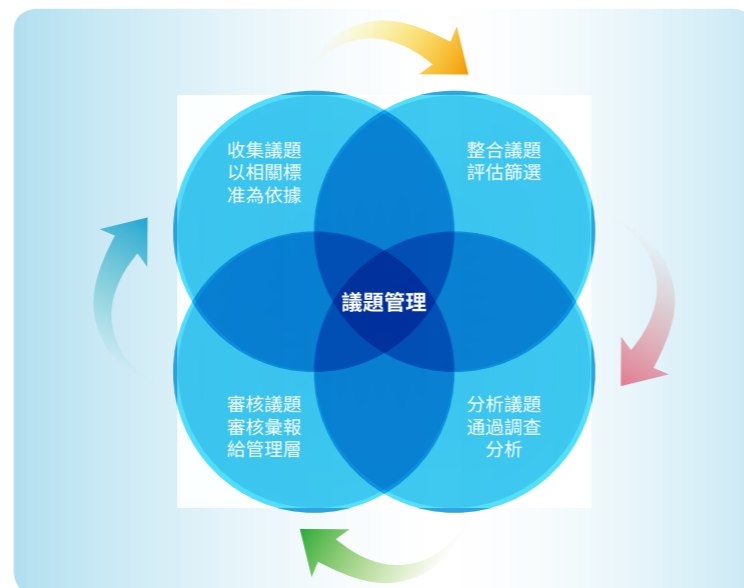 收集議題
以相關標
准為依據
整合議題
評估篩選
議題管理
審核議題
審核彙報
給管理層
分析議題
通過調查
分析